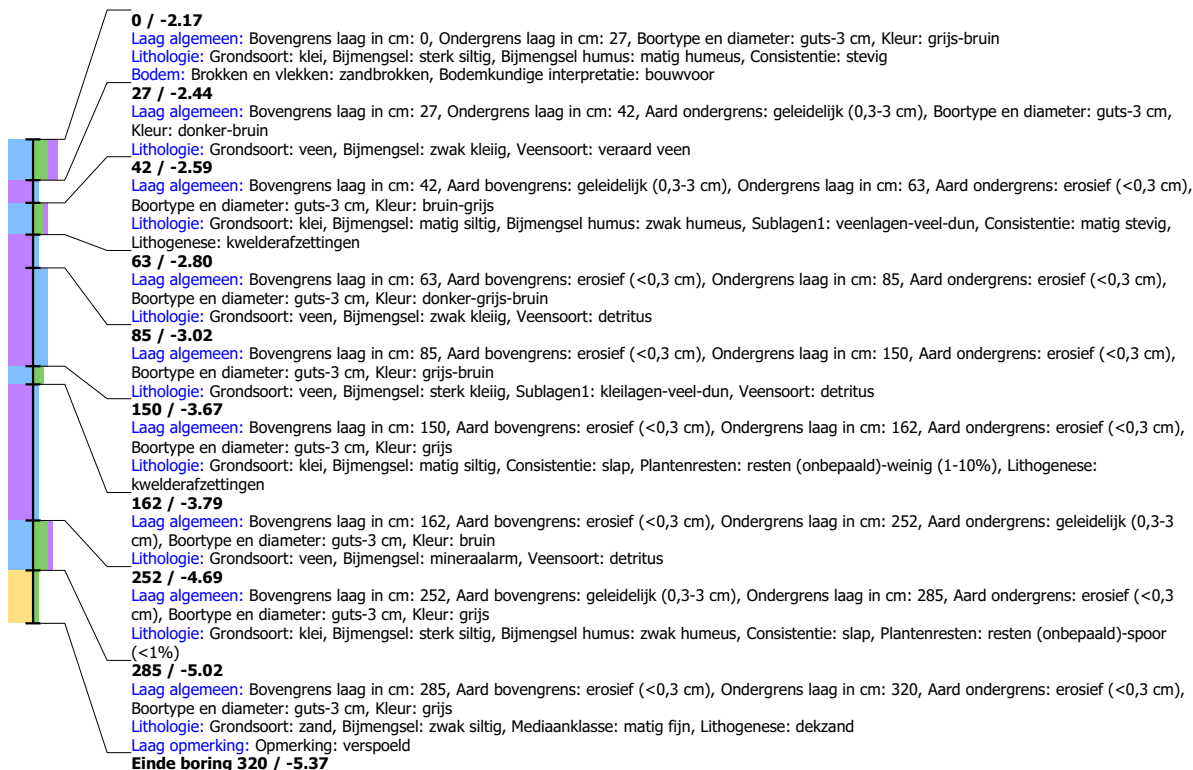 0 / -2.17
Laag algemeen: Bovengrens laag in cm: 0, Ondergrens laag in cm: 27, Boortype en diameter: guts-3 cm, Kleur: grijs-bruin
Lithologie: Grondsoort: klei, Bijmengsel: sterk siltig, Bijmengsel humus: matig humeus, Consistentie: stevig
Bodem: Brokken en vlekken: zandbrokken, Bodemkundige interpretatie: bouwvoor
27 / -2.44
Laag algemeen: Bovengrens laag in cm: 27, Ondergrens laag in cm: 42, Aard ondergrens: geleidelijk (0,3-3 cm), Boortype en diameter: guts-3 cm,
Kleur: donker-bruin
Lithologie: Grondsoort: veen, Bijmengsel: zwak kleiig, Veensoort: veraard veen
42 / -2.59
Laag algemeen: Bovengrens laag in cm: 42, Aard bovengrens: geleidelijk (0,3-3 cm), Ondergrens laag in cm: 63, Aard ondergrens: erosief (<0,3 cm),
Boortype en diameter: guts-3 cm, Kleur: bruin-grijs
Lithologie: Grondsoort: klei, Bijmengsel: matig siltig, Bijmengsel humus: zwak humeus, Sublagen1: veenlagen-veel-dun, Consistentie: matig stevig,
Lithogenese: kwelderafzettingen
63 / -2.80
Laag algemeen: Bovengrens laag in cm: 63, Aard bovengrens: erosief (<0,3 cm), Ondergrens laag in cm: 85, Aard ondergrens: erosief (<0,3 cm),
Boortype en diameter: guts-3 cm, Kleur: donker-grijs-bruin
Lithologie: Grondsoort: veen, Bijmengsel: zwak kleiig, Veensoort: detritus
85 / -3.02
Laag algemeen: Bovengrens laag in cm: 85, Aard bovengrens: erosief (<0,3 cm), Ondergrens laag in cm: 150, Aard ondergrens: erosief (<0,3 cm),
Boortype en diameter: guts-3 cm, Kleur: grijs-bruin
Lithologie: Grondsoort: veen, Bijmengsel: sterk kleiig, Sublagen1: kleilagen-veel-dun, Veensoort: detritus
150 / -3.67
Laag algemeen: Bovengrens laag in cm: 150, Aard bovengrens: erosief (<0,3 cm), Ondergrens laag in cm: 162, Aard ondergrens: erosief (<0,3 cm),
Boortype en diameter: guts-3 cm, Kleur: grijs
Lithologie: Grondsoort: klei, Bijmengsel: matig siltig, Consistentie: slap, Plantenresten: resten (onbepaald)-weinig (1-10%), Lithogenese:
kwelderafzettingen
162 / -3.79
Laag algemeen: Bovengrens laag in cm: 162, Aard bovengrens: erosief (<0,3 cm), Ondergrens laag in cm: 252, Aard ondergrens: geleidelijk (0,3-3
cm), Boortype en diameter: guts-3 cm, Kleur: bruin
Lithologie: Grondsoort: veen, Bijmengsel: mineraalarm, Veensoort: detritus
252 / -4.69
Laag algemeen: Bovengrens laag in cm: 252, Aard bovengrens: geleidelijk (0,3-3 cm), Ondergrens laag in cm: 285, Aard ondergrens: erosief (<0,3
cm), Boortype en diameter: guts-3 cm, Kleur: grijs
Lithologie: Grondsoort: klei, Bijmengsel: sterk siltig, Bijmengsel humus: zwak humeus, Consistentie: slap, Plantenresten: resten (onbepaald)-spoor
(<1%)
285 / -5.02
Laag algemeen: Bovengrens laag in cm: 285, Aard bovengrens: erosief (<0,3 cm), Ondergrens laag in cm: 320, Aard ondergrens: erosief (<0,3 cm),
Boortype en diameter: guts-3 cm, Kleur: grijs
Lithologie: Grondsoort: zand, Bijmengsel: zwak siltig, Mediaanklasse: matig fijn, Lithogenese: dekzand
Laag opmerking: Opmerking: verspoeld
Einde boring 320 / -5.37